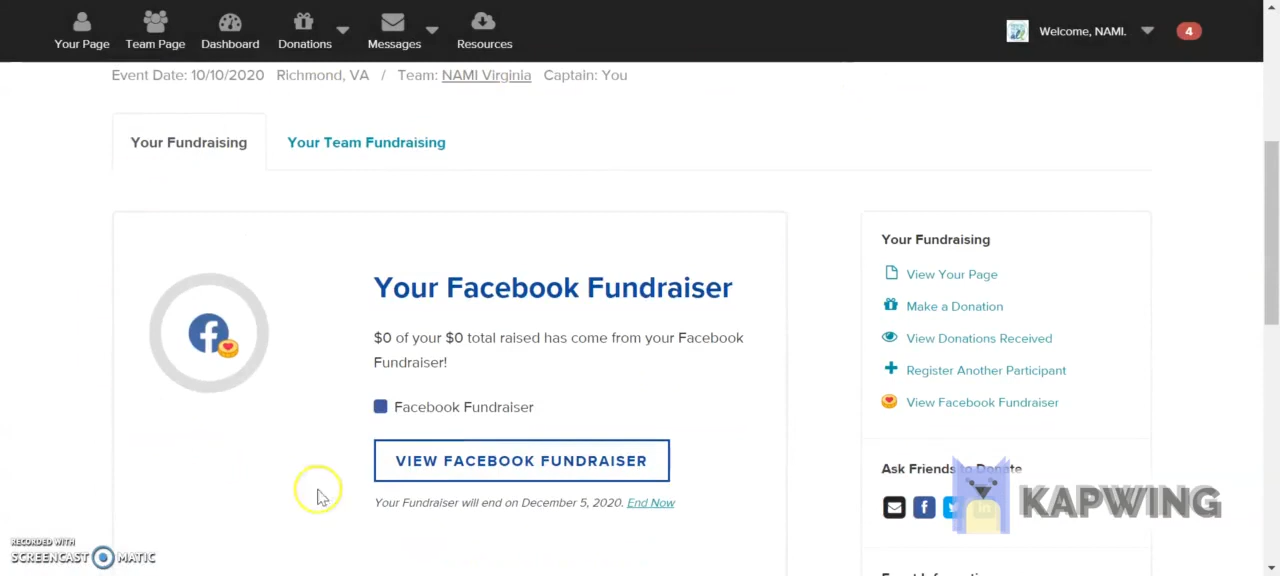 Your Page Team Page Dashboard Donations Messages Resources Welcome, NAMI. 4
Event Date: 10/10/2020 Richmond, VA / Team: NAMI Virginia Captain: You
Your Fundraising Your Team Fundraising
Your Facebook Fundraiser
$0 of your $0 total raised has come from your Facebook
Fundraiser!
Facebook Fundraiser
VIEW FACEBOOK FUNDRAISER
Your Fundraiser will end on December 5, 2020. End Now
Your Fundraising
View Your Page
Make a Donation
View Donations Received
Register Another Participant
View Facebook Fundraiser
Ask Friends to Donate
KAPWING
RECORDED WITH
SCREENCAST MATIC